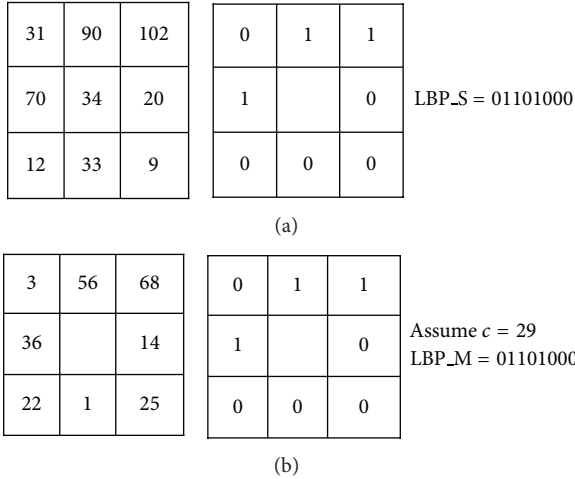 31 90 102 0 1 1
70 34 20 1 0 LBP_S = 01101000
12 33 9 0 0 0
(a)
3 56 68 0 1 1
Assume c = 29
36 14 1 0
LBP_M = 01101000
22 1 25 0 0 0
(b)